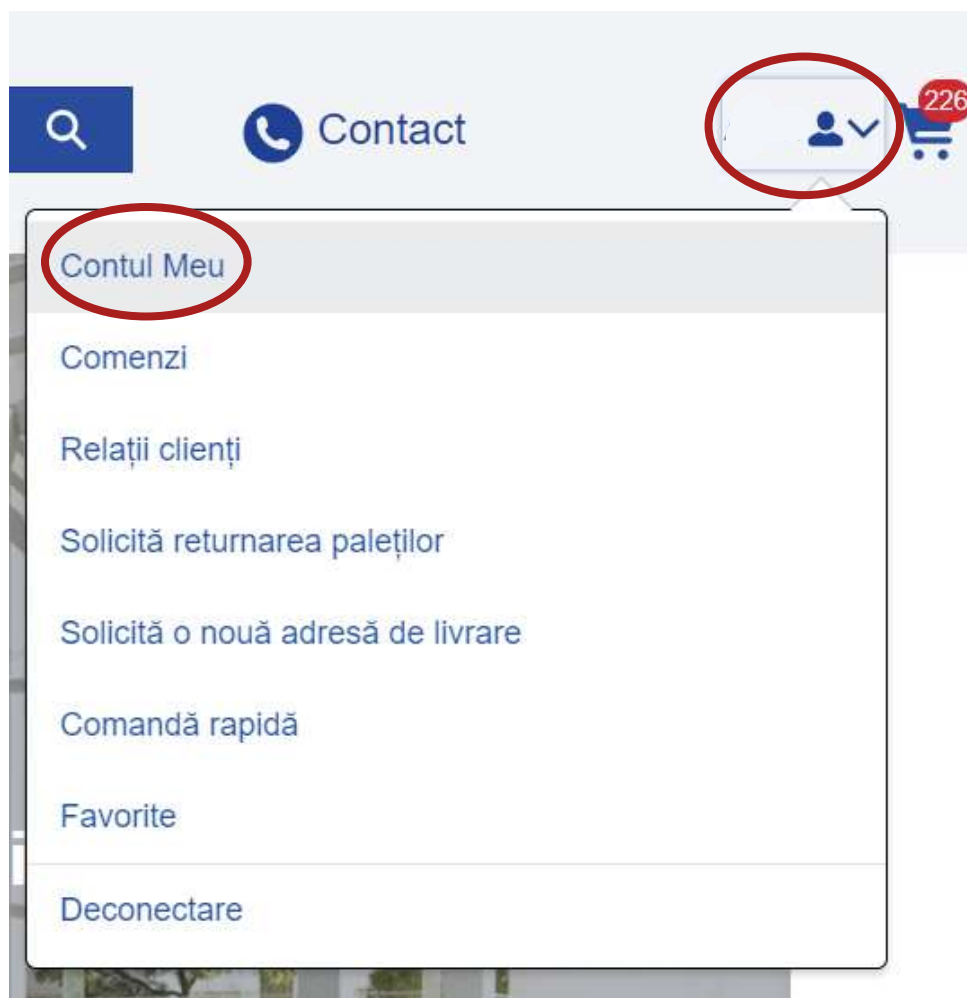 Contact
226
Contul Meu
Comenzi
Relații clienți
Solicită returnarea paleților
Solicită o nouă adresă de livrare
Comandă rapidă
Favorite
Deconectare